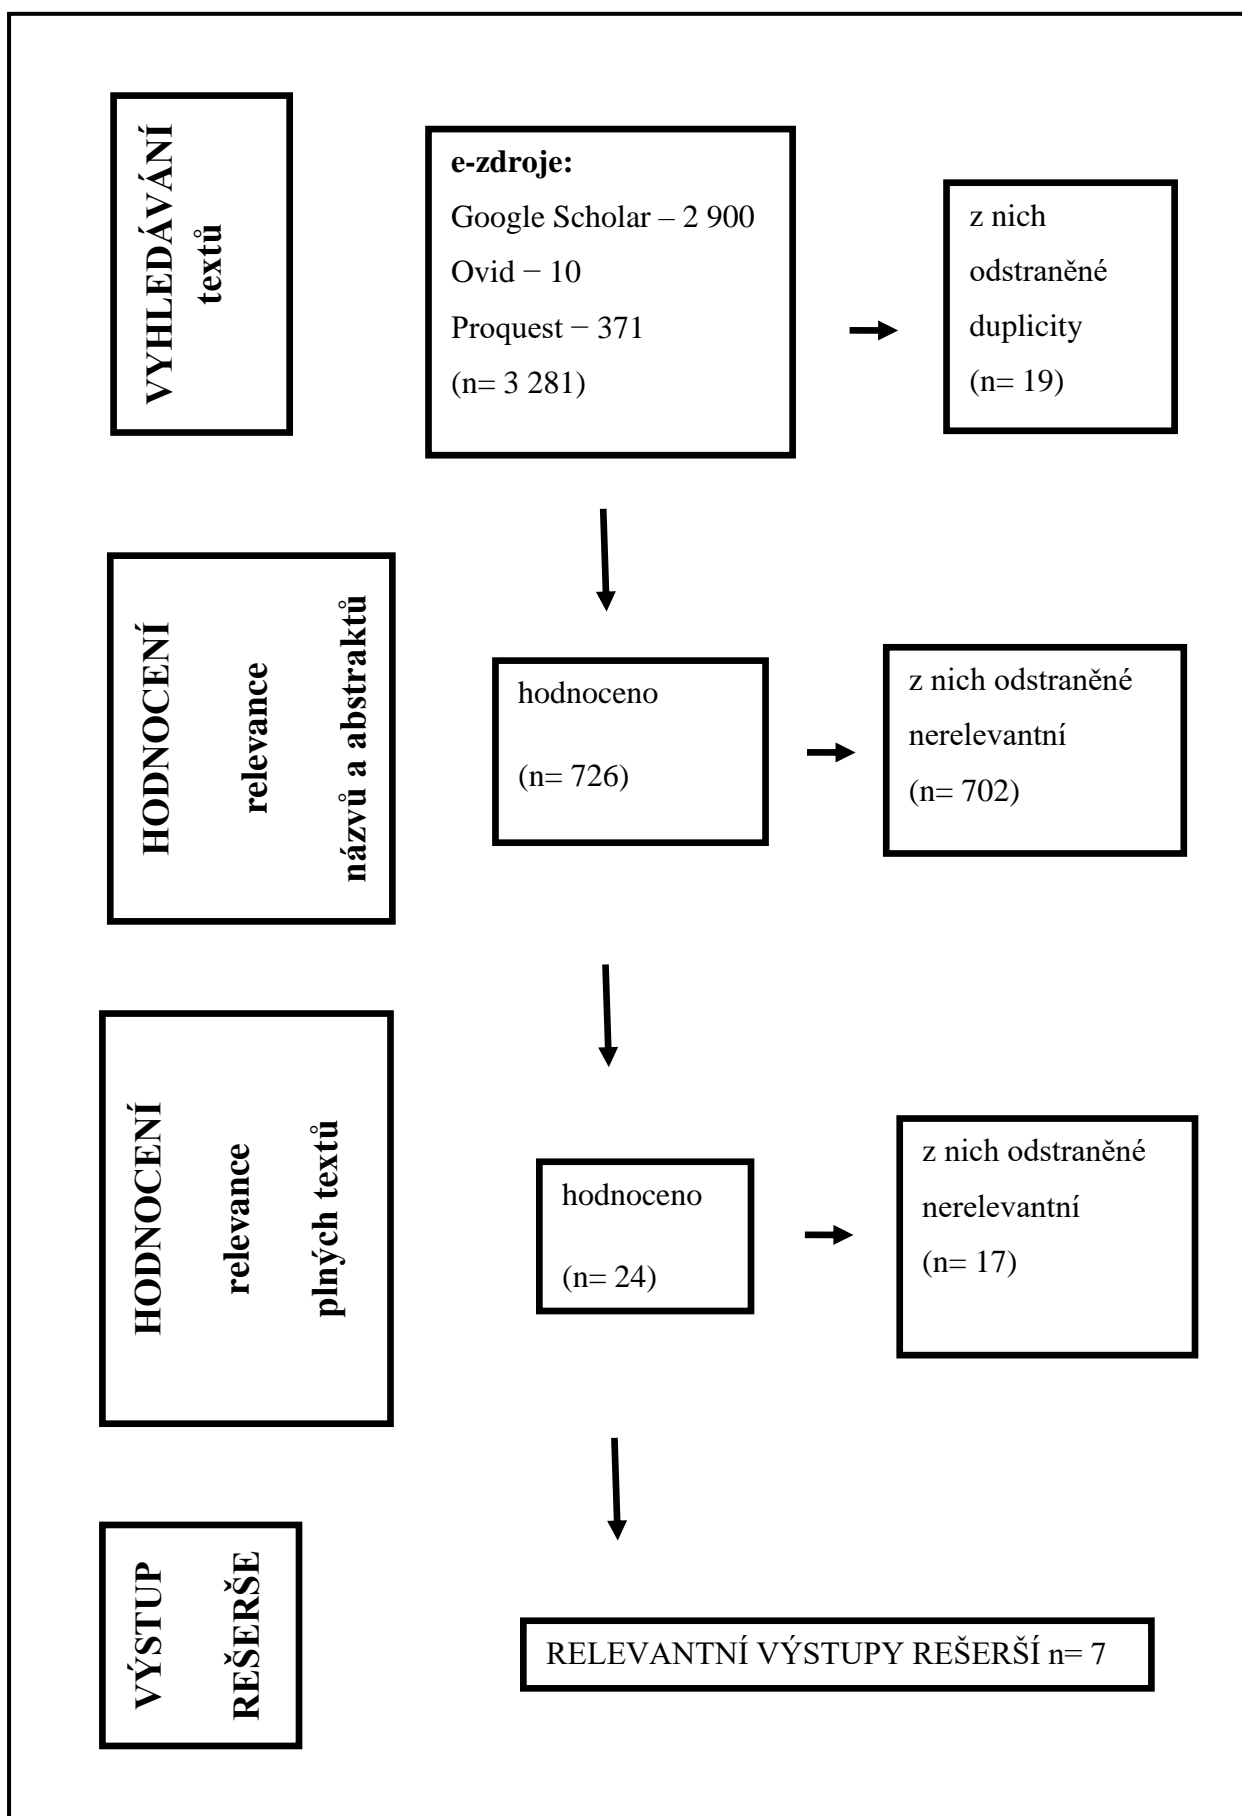 VYHLEDÁVÁNÍ
textů
e-zdroje:
Google Scholar – 2 900
Ovid − 10
Proquest − 371
(n= 3 281)
z nich
odstraněné
duplicity
(n= 19)
HODNOCENÍ
relevance
názvů a abstraktů
hodnoceno
(n= 726)
z nich odstraněné
nerelevantní
(n= 702)
HODNOCENÍ
relevance
plných textů
hodnoceno
(n= 24)
z nich odstraněné
nerelevantní
(n= 17)
VÝSTUP
REŠERŠE
RELEVANTNÍ VÝSTUPY REŠERŠÍ n= 7